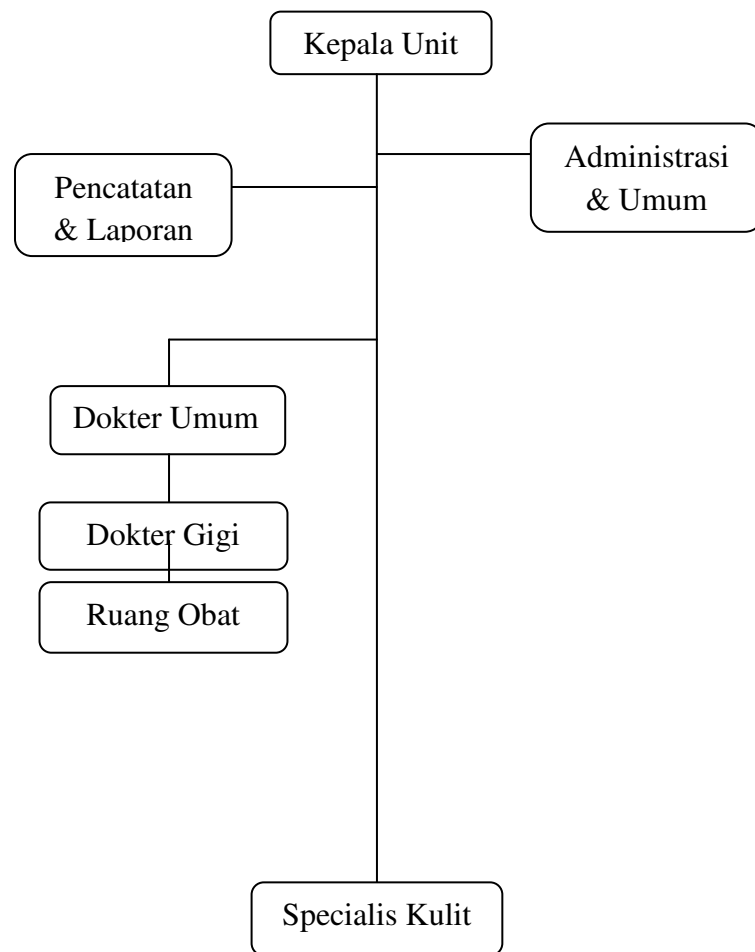 Kepala Unit
Administrasi
& Umum
Pencatatan
& Laporan
Dokter Umum
Dokter Gigi
Ruang Obat
Specialis Kulit